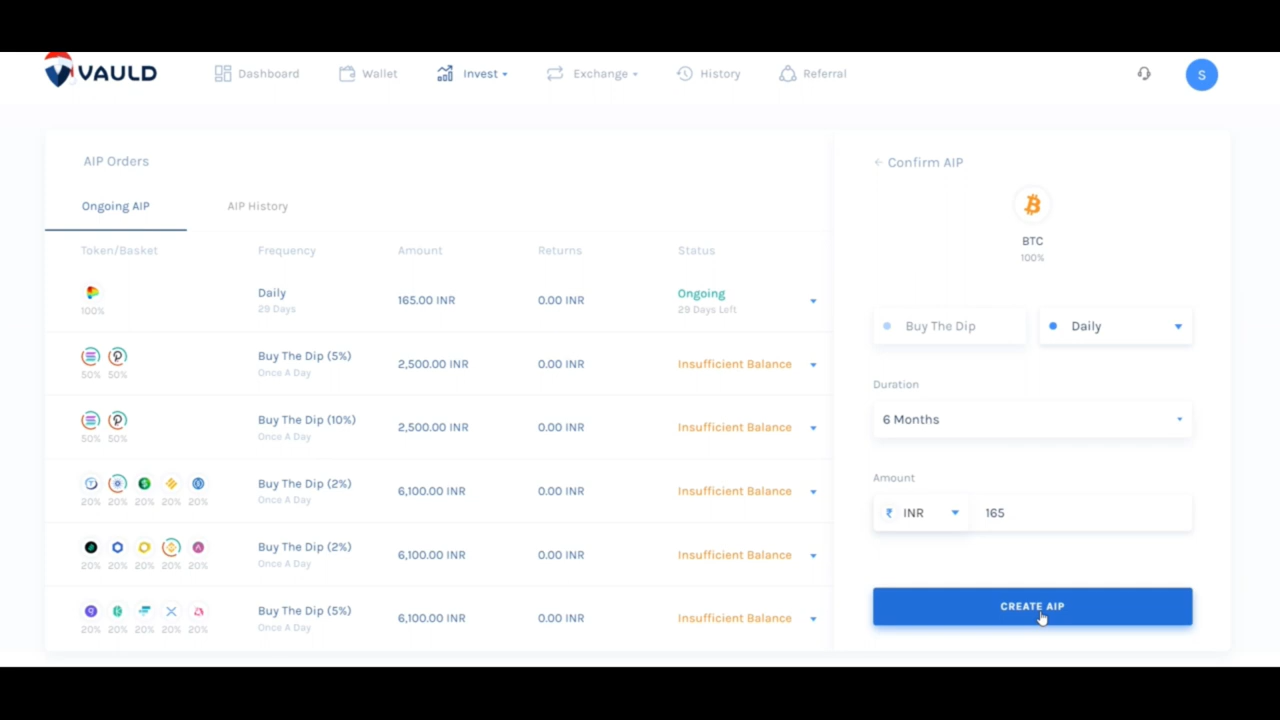 VAULD Dashboard Wallet Invest Exchange History Referral S
AIP Orders
Ongoing AIP AIP History
Token/Basket Frequency Amount Returns Status
Daily 165.00 INR 0.00 INR Ongoing
100% 29 Days 29 Days Left
Buy The Dip (5%) 2,500.00 INR 0.00 INR Insufficient Balance
50% 50% Once A Day
Buy The Dip (10%) 2,500.00 INR 0.00 INR Insufficient Balance
50% 50% Once A Day
Buy The Dip (2%) 6,100.00 INR 0.00 INR Insufficient Balance
20% 20% 20% 20% 20% Once A Day
Buy The Dip (2%) 6,100.00 INR 0.00 INR Insufficient Balance
20% 20% 20% 20% 20% Once A Day
Buy The Dip (5%) 6,100.00 INR 0.00 INR Insufficient Balance
20% 20% 20% 20% 20% Once A Day
← Confirm AIP
BTC
100%
Buy The Dip Daily
Duration
6 Months
Amount
₹ INR 165
CREATE AIP